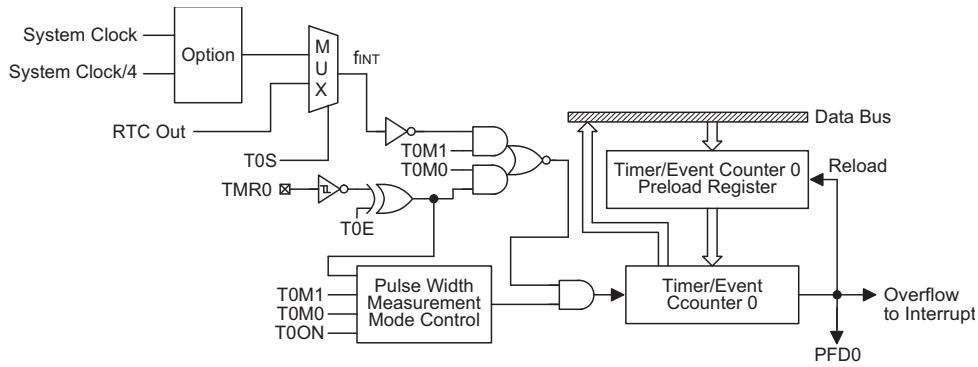 System Clock
System Clock/4
Option
M
U
X
fINT
RTC Out
T0S
TMR0
T0E
T0M1
T0M0
Data Bus
Timer/Event Counter 0
Preload Register
Reload
T0M1
T0M0
T0ON
Pulse Width
Measurement
Mode Control
Timer/Event
Ccounter 0
Overflow
to Interrupt
PFD0